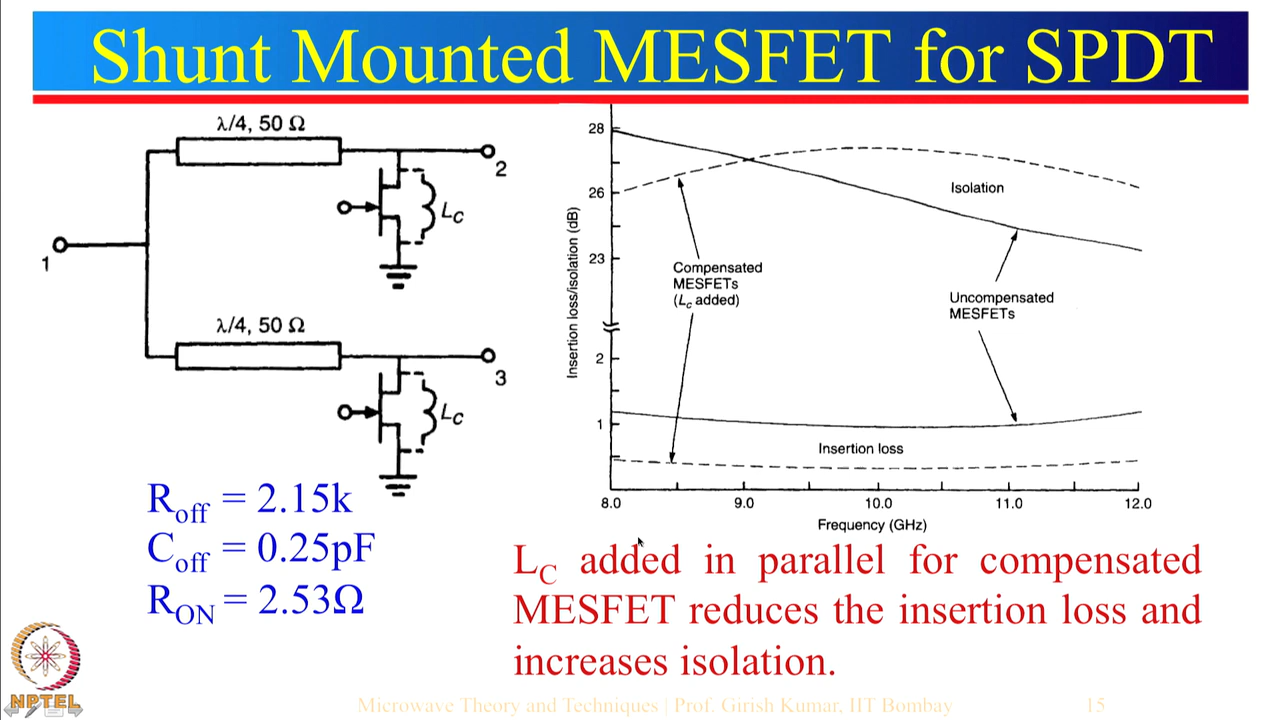 Shunt Mounted MESFET for SPDT
λ/4, 50 Ω
2
L_C
1
λ/4, 50 Ω
3
L_C
R_off = 2.15k
C_off = 0.25pF
R_ON = 2.53Ω
Insertion loss/isolation (dB)
28
26
23
2
1
Isolation
Compensated
MESFETs
(L_c added)
Uncompensated
MESFETs
Insertion loss
8.0 9.0 10.0 11.0 12.0
Frequency (GHz)
L_C added in parallel for compensated
MESFET reduces the insertion loss and
increases isolation.
NPTEL
Microwave Theory and Techniques | Prof. Girish Kumar, IIT Bombay 15